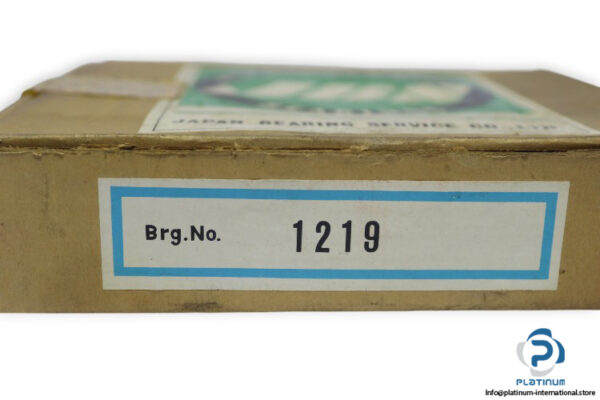 JAPAN BEARING SERVICE CO.,LTD
Brg.No. 1219
PLATINUM
Info@platinum-international.store